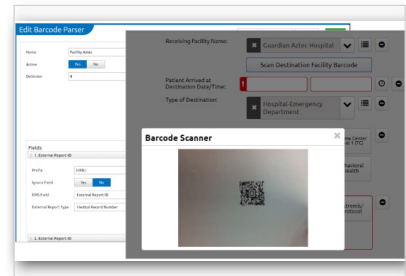 Edit Barcode Parser
Name
Facility Aztec
Active
Yes
No
Delimiter
#
Fields
1. External Report ID
Prefix
Ignore Field
Yes
No
EMS Field
External Report ID
External Report Type
Medical Record Number
2. External Report ID
Receiving Facility Name:
Guardian Aztec Hospital
Scan Destination Facility Barcode
Patient Arrived at
Destination Date/Time:
Type of Destination:
Hospital-Emergency
Department
Barcode Scanner